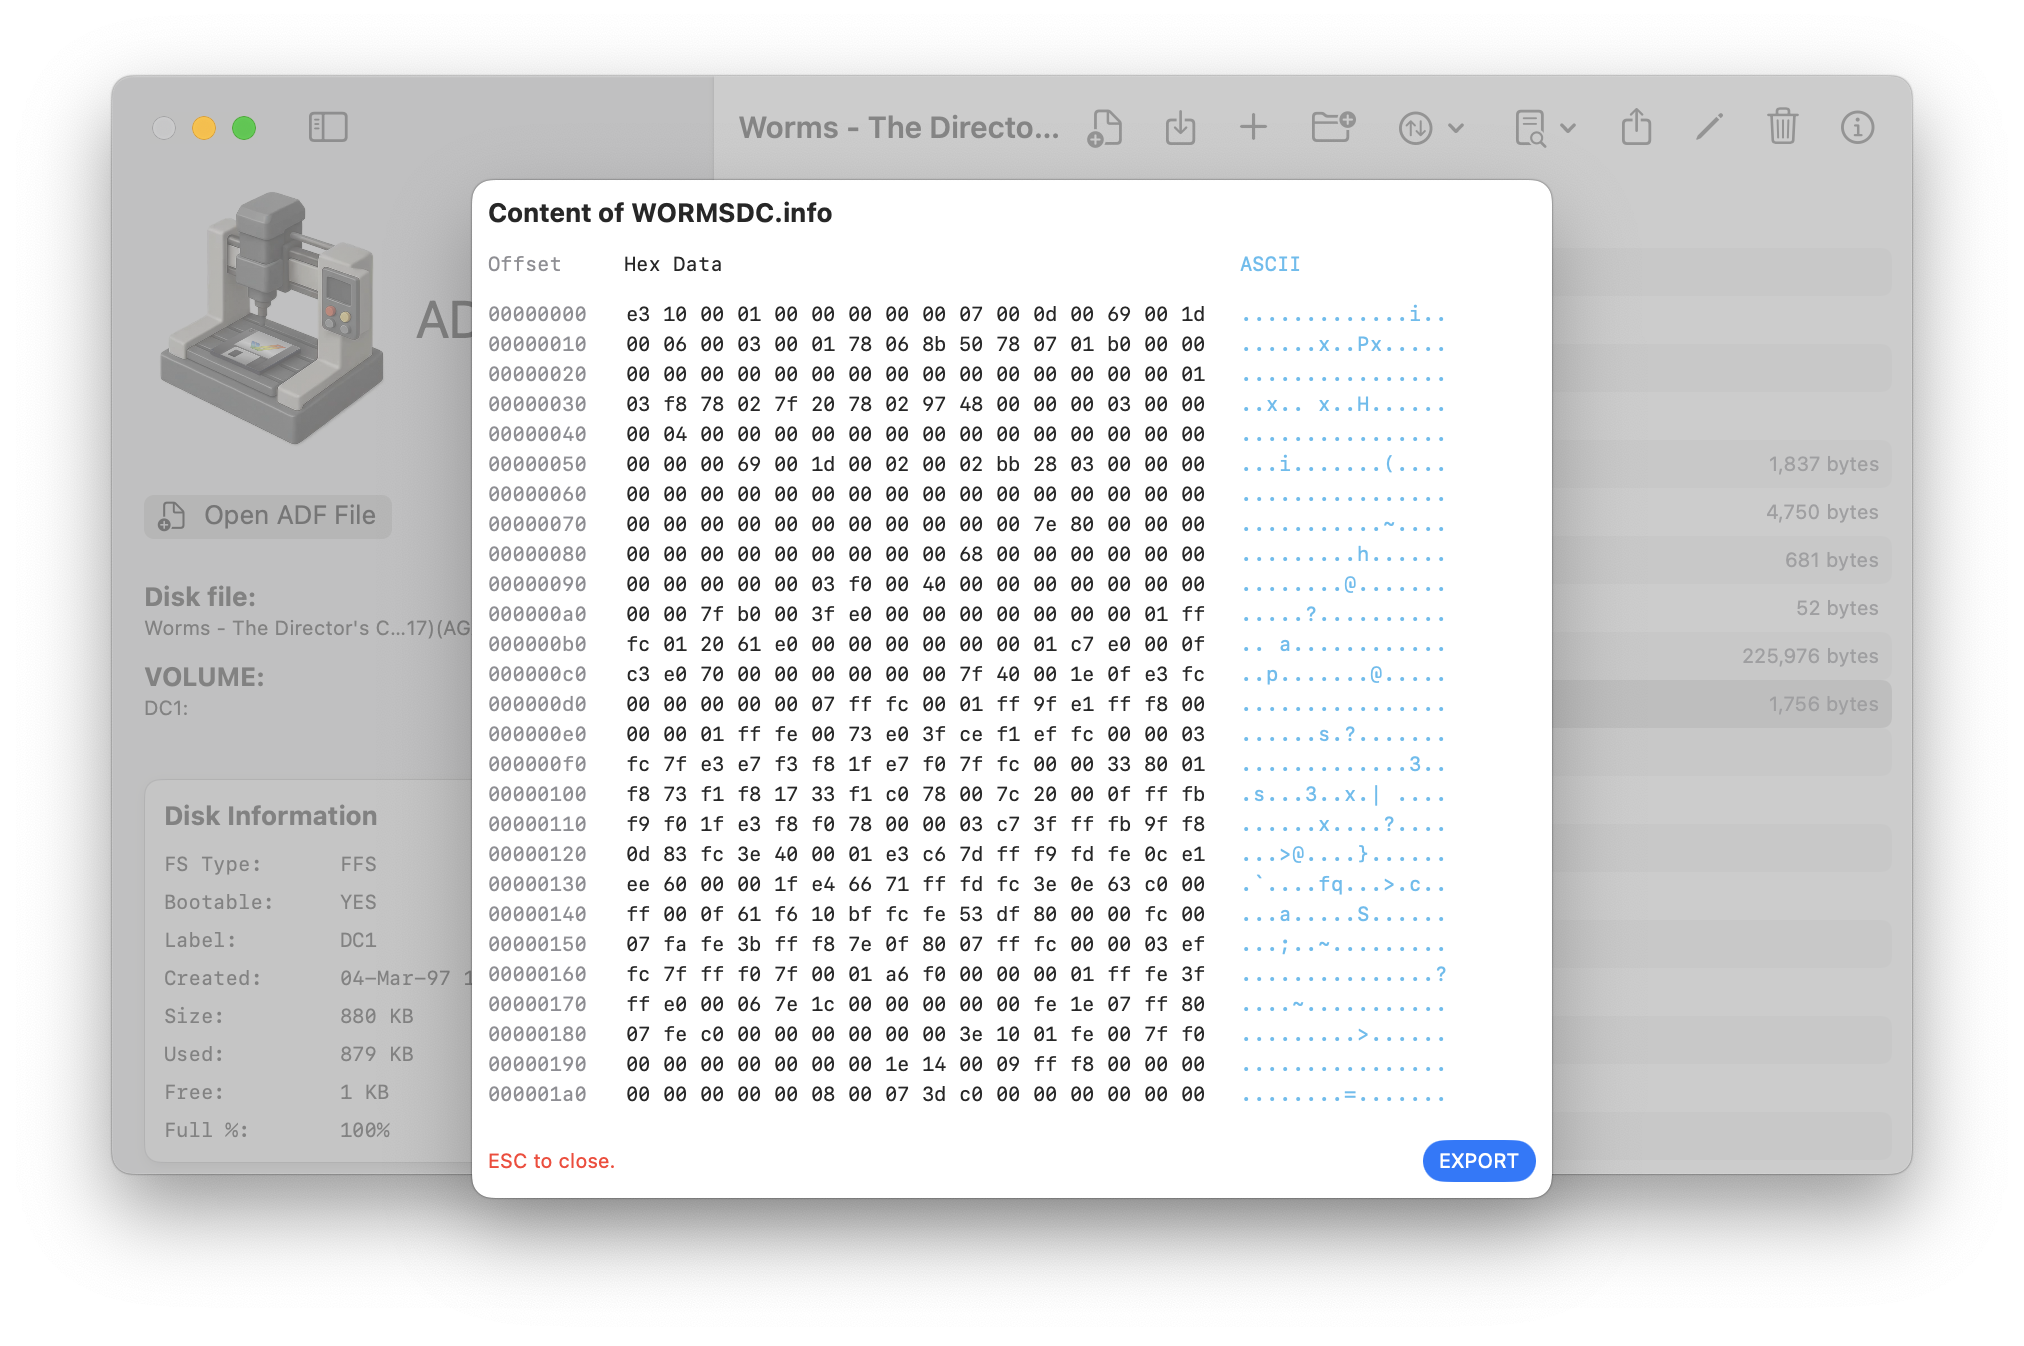 Worms - The Directo...
AD
Open ADF File
Disk file:
Worms - The Director's C...17)(AG
VOLUME:
DC1:
Disk Information
FS Type: FFS
Bootable: YES
Label: DC1
Created: 04-Mar-97 1
Size: 880 KB
Used: 879 KB
Free: 1 KB
Full %: 100%
Content of WORMSDC.info
Offset Hex Data ASCII
00000000 e3 10 00 01 00 00 00 00 00 07 00 0d 00 69 00 1d .............i..
00000010 00 06 00 03 00 01 78 06 8b 50 78 07 01 b0 00 00 ......x..Px.....
00000020 00 00 00 00 00 00 00 00 00 00 00 00 00 00 00 01 ................
00000030 03 f8 78 02 7f 20 78 02 97 48 00 00 00 03 00 00 ..x.. x..H......
00000040 00 04 00 00 00 00 00 00 00 00 00 00 00 00 00 00 ................
00000050 00 00 00 69 00 1d 00 02 00 02 bb 28 03 00 00 00 ...i.......(....
00000060 00 00 00 00 00 00 00 00 00 00 00 00 00 00 00 00 ................
00000070 00 00 00 00 00 00 00 00 00 00 00 7e 80 00 00 00 ...........~....
00000080 00 00 00 00 00 00 00 00 00 68 00 00 00 00 00 00 .........h......
00000090 00 00 00 00 00 03 f0 00 40 00 00 00 00 00 00 00 ........@.......
000000a0 00 00 7f b0 00 3f e0 00 00 00 00 00 00 00 01 ff .....?..........
000000b0 fc 01 20 61 e0 00 00 00 00 00 00 01 c7 e0 00 0f .. a............
000000c0 c3 e0 70 00 00 00 00 00 00 7f 40 00 1e 0f e3 fc ..p.......@.....
000000d0 00 00 00 00 00 07 ff fc 00 01 ff 9f e1 ff f8 00 ................
000000e0 00 00 01 ff fe 00 73 e0 3f ce f1 ef fc 00 00 03 ......s.?.......
000000f0 fc 7f e3 e7 f3 f8 1f e7 f0 7f fc 00 00 33 80 01 .............3..
00000100 f8 73 f1 f8 17 33 f1 c0 78 00 7c 20 00 0f ff fb .s...3..x.| ....
00000110 f9 f0 1f e3 f8 f0 78 00 00 03 c7 3f ff fb 9f f8 ......x....?....
00000120 0d 83 fc 3e 40 00 01 e3 c6 7d ff f9 fd fe 0c e1 ...>@....}......
00000130 ee 60 00 00 1f e4 66 71 ff fd fc 3e 0e 63 c0 00 .`....fq...>.c..
00000140 ff 00 0f 61 f6 10 bf fc fe 53 df 80 00 00 fc 00 ...a.....S......
00000150 07 fa fe 3b ff f8 7e 0f 80 07 ff fc 00 00 03 ef ...;..~.........
00000160 fc 7f ff f0 7f 00 01 a6 f0 00 00 00 01 ff fe 3f ...............?
00000170 ff e0 00 06 7e 1c 00 00 00 00 00 fe 1e 07 ff 80 ....~...........
00000180 07 fe c0 00 00 00 00 00 00 3e 10 01 fe 00 7f f0 .........>......
00000190 00 00 00 00 00 00 00 1e 14 00 09 ff f8 00 00 00 ................
000001a0 00 00 00 00 00 08 00 07 3d c0 00 00 00 00 00 00 ........=.......
ESC to close.
EXPORT
1,837 bytes
4,750 bytes
681 bytes
52 bytes
225,976 bytes
1,756 bytes